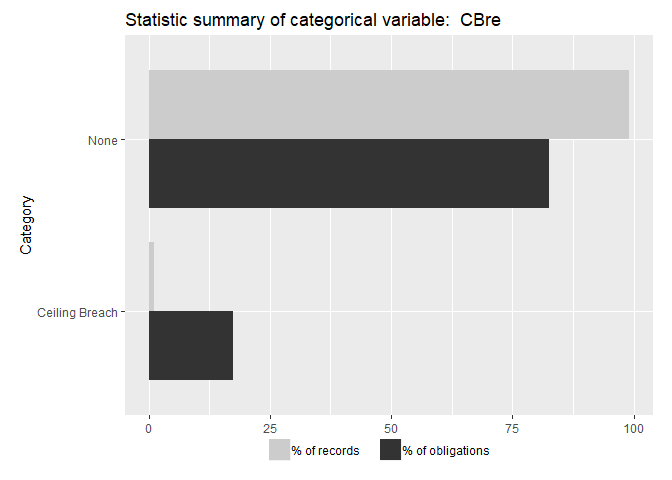 Statistic summary of categorical variable:  CBre
None
Ceiling Breach
Category
0 25 50 75 100
% of records % of obligations